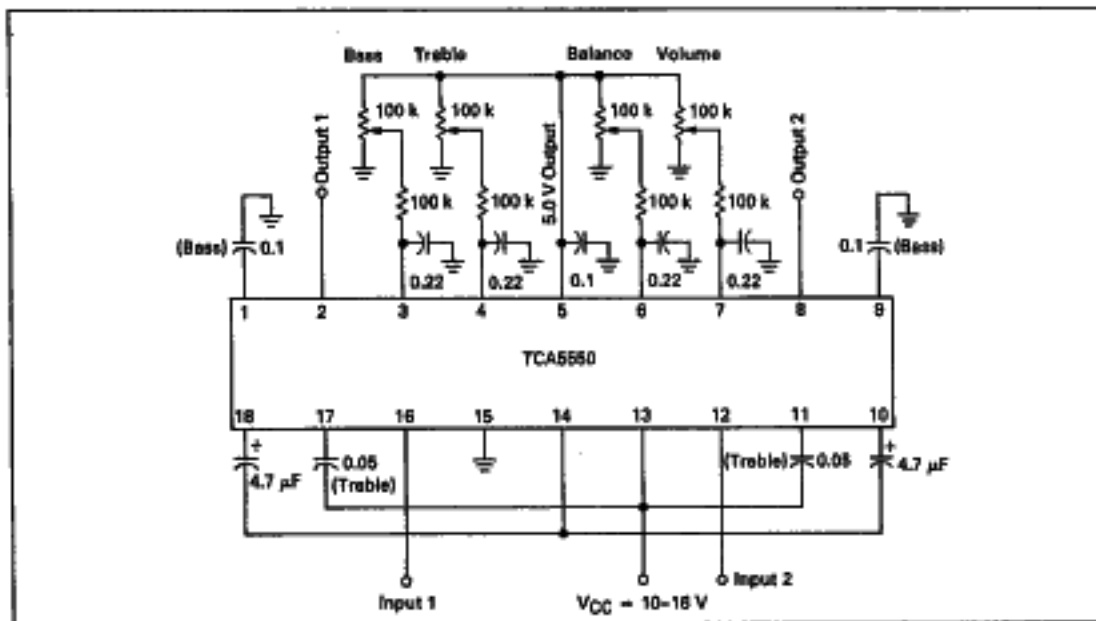 Bass Treble Balance Volume
100 k 100 k 100 k 100 k
Output 1
5.0 V Output
Output 2
100 k 100 k 100 k 100 k
(Bass) 0.1
0.1 (Bass)
0.22 0.22 0.1 0.22 0.22
1 2 3 4 5 6 7 8 9
TCA5550
18 17 16 15 14 13 12 11 10
+ +
4.7 μF
0.05
(Treble)
(Treble) 0.05
4.7 μF
Input 1
VCC = 10–16 V
Input 2